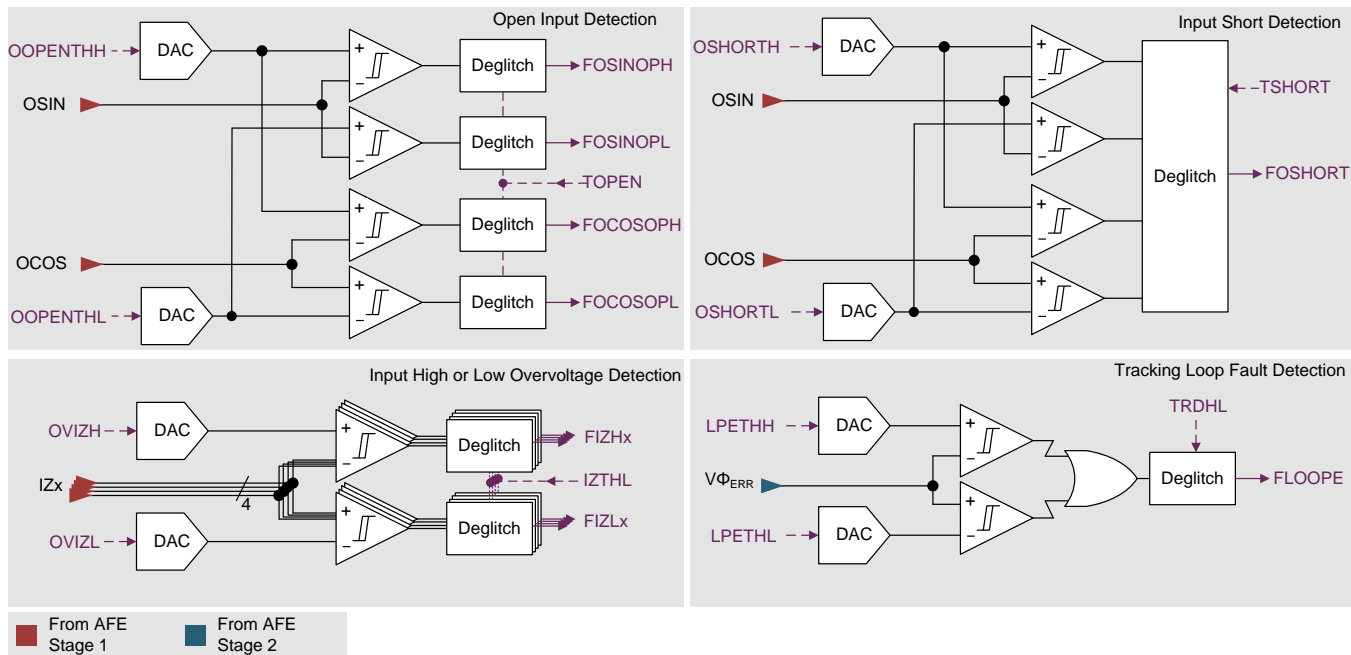 Open Input Detection
OOPENTHH
DAC
+
−
Deglitch
FOSINOPH
OSIN
+
−
Deglitch
FOSINOPL
TOPEN
+
−
Deglitch
FOCOSOPH
OCOS
+
−
Deglitch
FOCOSOPL
OOPENTHL
DAC
Input Short Detection
OSHORTH
DAC
+
−
TSHORT
OSIN
+
−
Deglitch
FOSHORT
+
−
OCOS
+
−
OSHORTL
DAC
Input High or Low Overvoltage Detection
OVIZH
DAC
+
−
Deglitch
FIZHx
IZx
4
IZTHL
+
−
Deglitch
FIZLx
OVIZL
DAC
Tracking Loop Fault Detection
TRDHL
LPETHH
DAC
+
−
VΦERR
Deglitch
FLOOPE
+
−
LPETHL
DAC
From AFE
Stage 1
From AFE
Stage 2